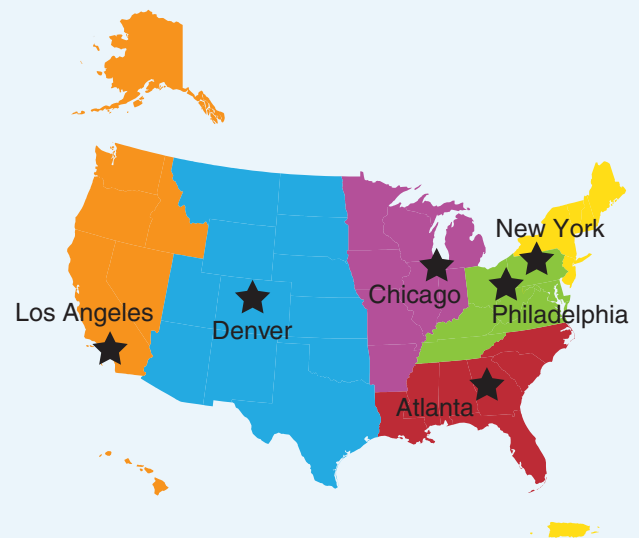 New York
Los Angeles
Chicago
Philadelphia
Denver
Atlanta